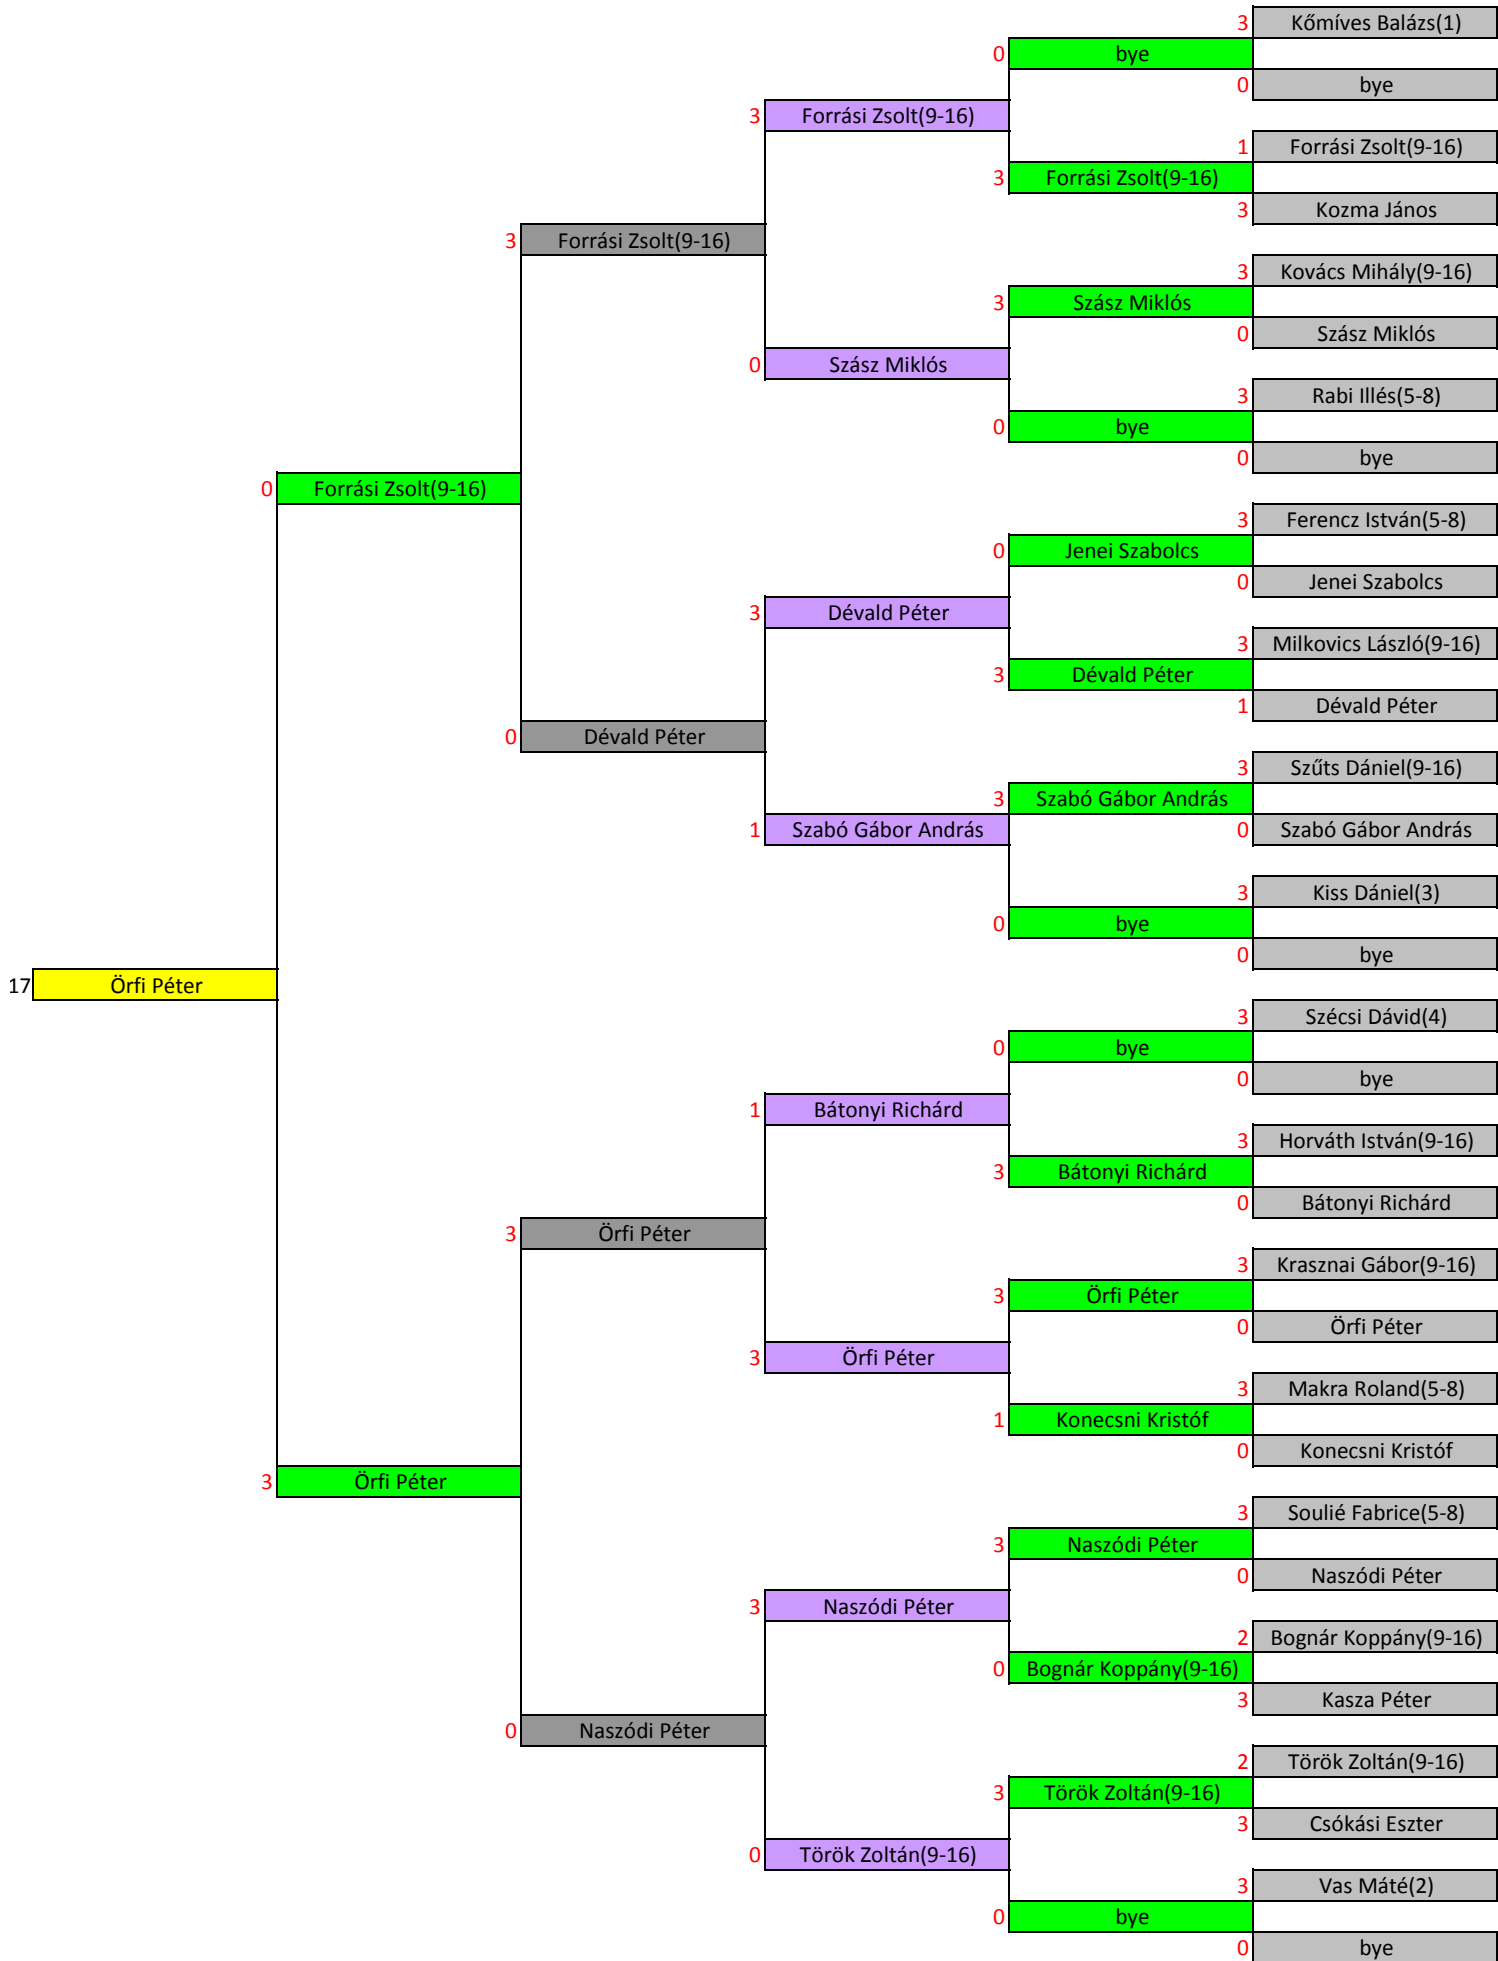 3 Kőmíves Balázs(1)
0 bye
0 bye
3 Forrási Zsolt(9-16)
1 Forrási Zsolt(9-16)
3 Forrási Zsolt(9-16)
3 Kozma János
3 Forrási Zsolt(9-16)
3 Kovács Mihály(9-16)
3 Szász Miklós
0 Szász Miklós
0 Szász Miklós
3 Rabi Illés(5-8)
0 bye
0 bye
0 Forrási Zsolt(9-16)
3 Ferencz István(5-8)
0 Jenei Szabolcs
0 Jenei Szabolcs
3 Dévald Péter
3 Milkovics László(9-16)
3 Dévald Péter
1 Dévald Péter
0 Dévald Péter
3 Szűts Dániel(9-16)
3 Szabó Gábor András
1 Szabó Gábor András
0 Szabó Gábor András
3 Kiss Dániel(3)
0 bye
0 bye
17 Örfi Péter
3 Szécsi Dávid(4)
0 bye
0 bye
1 Bátonyi Richárd
3 Horváth István(9-16)
3 Bátonyi Richárd
0 Bátonyi Richárd
3 Örfi Péter
3 Krasznai Gábor(9-16)
3 Örfi Péter
0 Örfi Péter
3 Örfi Péter
3 Makra Roland(5-8)
1 Konecsni Kristóf
0 Konecsni Kristóf
3 Örfi Péter
3 Soulié Fabrice(5-8)
3 Naszódi Péter
0 Naszódi Péter
3 Naszódi Péter
2 Bognár Koppány(9-16)
0 Bognár Koppány(9-16)
3 Kasza Péter
0 Naszódi Péter
2 Török Zoltán(9-16)
3 Török Zoltán(9-16)
3 Csókási Eszter
0 Török Zoltán(9-16)
3 Vas Máté(2)
0 bye
0 bye